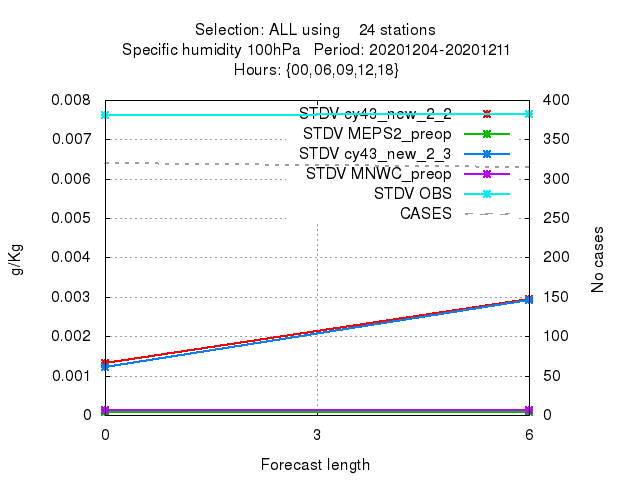 Selection: ALL using 24 stations
Specific humidity 100hPa Period: 20201204-20201211
Hours: {00,06,09,12,18}
0.008 400
STDV cy43_new_2_2
0.007 STDV MEPS2_preop 350
STDV cy43_new_2_3
0.006 STDV MNWC_preop 300
STDV OBS
0.005 CASES 250
0.004 200
g/Kg No cases
0.003 150
0.002 100
0.001 50
0 0
0 3 6
Forecast length